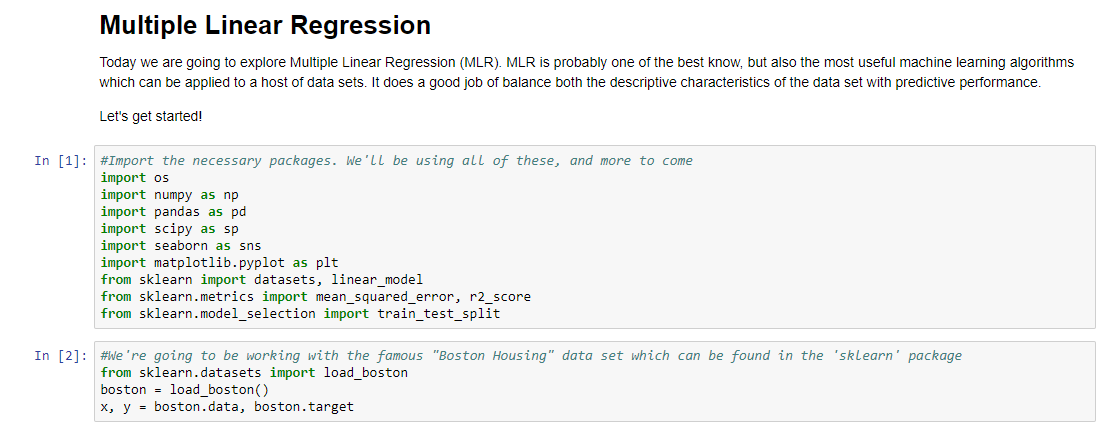 Multiple Linear Regression
Today we are going to explore Multiple Linear Regression (MLR). MLR is probably one of the best know, but also the most useful machine learning algorithms
which can be applied to a host of data sets. It does a good job of balance both the descriptive characteristics of the data set with predictive performance.
Let's get started!
In [1]: #Import the necessary packages. We'll be using all of these, and more to come
import os
import numpy as np
import pandas as pd
import scipy as sp
import seaborn as sns
import matplotlib.pyplot as plt
from sklearn import datasets, linear_model
from sklearn.metrics import mean_squared_error, r2_score
from sklearn.model_selection import train_test_split
In [2]: #We're going to be working with the famous "Boston Housing" data set which can be found in the 'sklearn' package
from sklearn.datasets import load_boston
boston = load_boston()
x, y = boston.data, boston.target